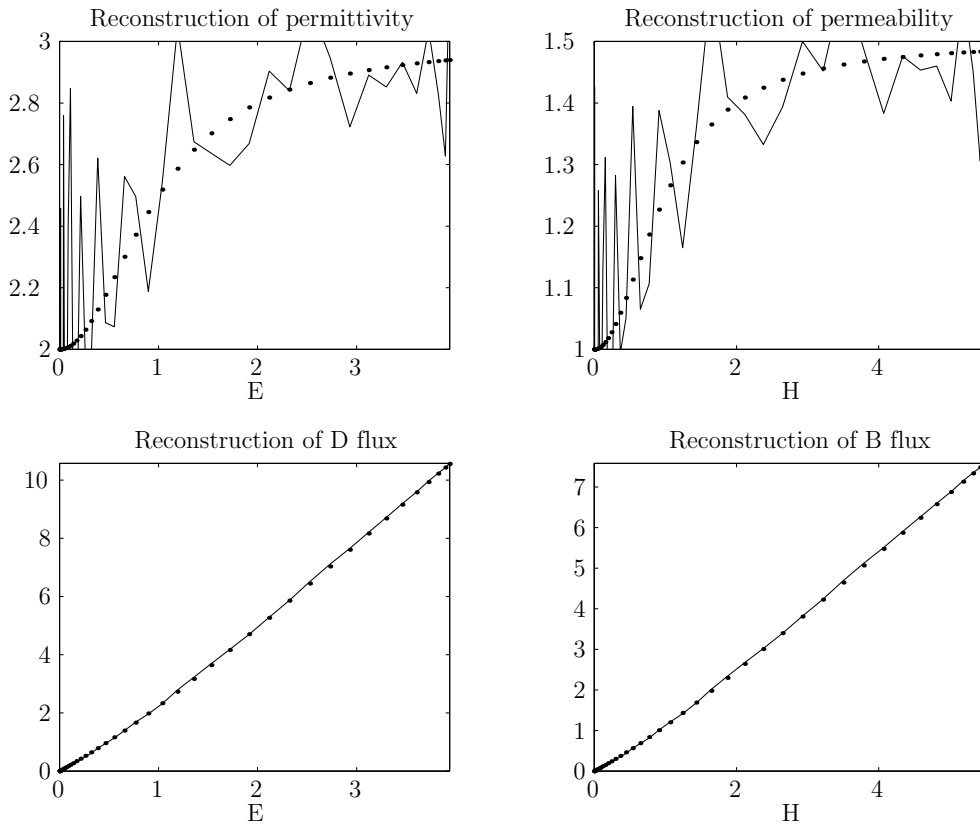 Reconstruction of permittivity
3
2.8
2.6
2.4
2.2
2
0 1 2 3
E
Reconstruction of permeability
1.5
1.4
1.3
1.2
1.1
1
0 2 4
H
Reconstruction of D flux
10
8
6
4
2
0
0 1 2 3
E
Reconstruction of B flux
7
6
5
4
3
2
1
0
0 2 4
H